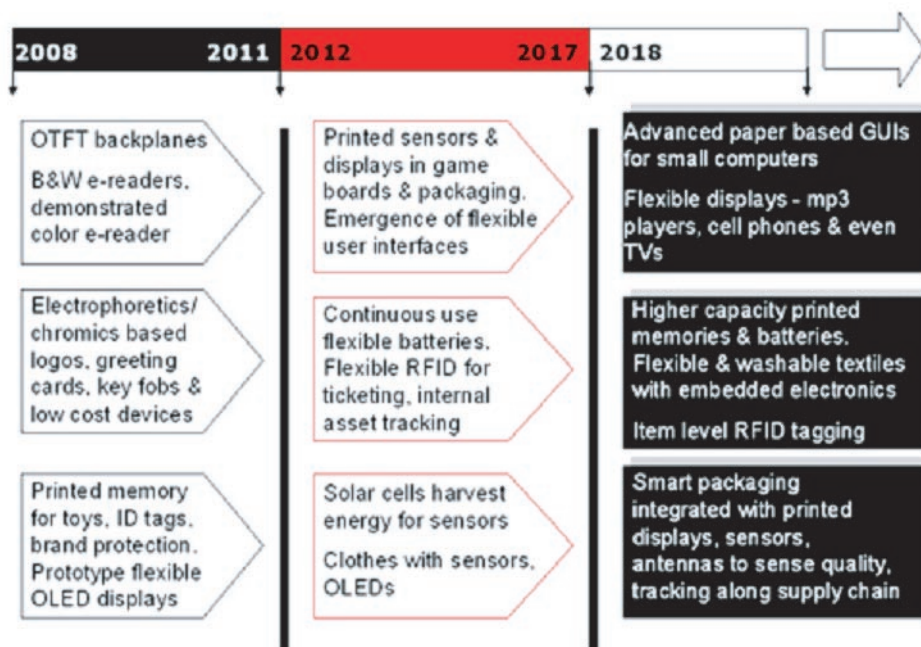 2008 2011 2012 2017 2018
OTFT backplanes
B&W e-readers,
demonstrated
color e-reader
Electrophoretics/
chromics based
logos, greeting
cards, key fobs &
low cost devices
Printed memory
for toys, ID tags,
brand protection.
Prototype flexible
OLED displays
Printed sensors &
displays in game
boards & packaging.
Emergence of flexible
user interfaces
Continuous use
flexible batteries.
Flexible RFID for
ticketing, internal
asset tracking
Solar cells harvest
energy for sensors
Clothes with sensors,
OLEDs
Advanced paper based GUIs
for small computers
Flexible displays - mp3
players, cell phones & even
TVs
Higher capacity printed
memories & batteries.
Flexible & washable textiles
with embedded electronics
Item level RFID tagging
Smart packaging
integrated with printed
displays, sensors,
antennas to sense quality,
tracking along supply chain